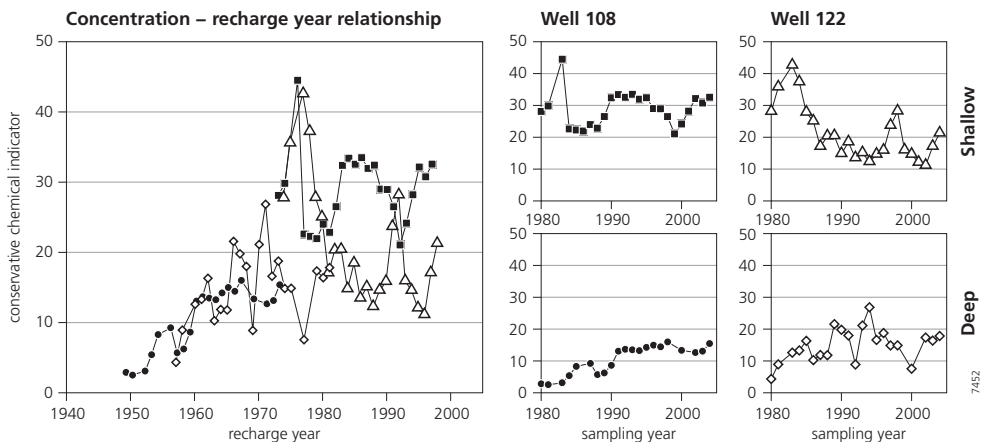 Concentration – recharge year relationship
Well 108
Well 122
conservative chemical indicator
50
40
30
20
10
0
1940 1950 1960 1970 1980 1990 2000
recharge year
50
40
30
20
10
0
1980 1990 2000
50
40
30
20
10
0
1980 1990 2000
Shallow
50
40
30
20
10
0
1980 1990 2000
sampling year
50
40
30
20
10
0
1980 1990 2000
sampling year
Deep
7452